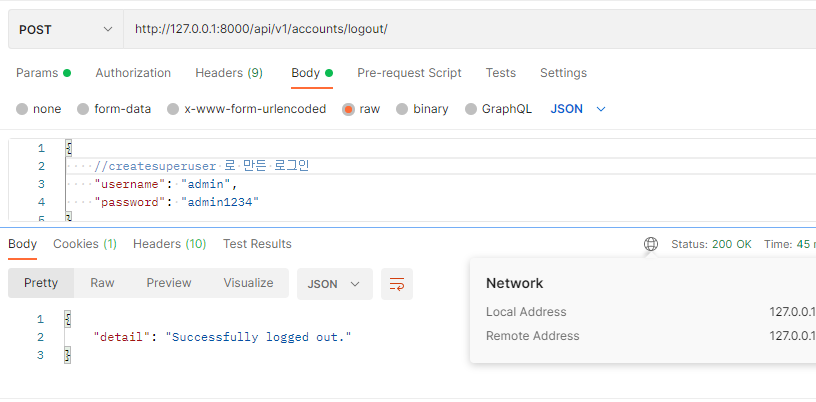 POST http://127.0.0.1:8000/api/v1/accounts/logout/
Params Authorization Headers (9) Body Pre-request Script Tests Settings
none form-data x-www-form-urlencoded raw binary GraphQL JSON
1 {
2 //createsuperuser 로 만든 로그인
3 "username": "admin",
4 "password": "admin1234"
5 }
Body Cookies (1) Headers (10) Test Results Status: 200 OK Time: 45
Pretty Raw Preview Visualize JSON
Network
Local Address 127.0.0.1
Remote Address 127.0.0.1
1 {
2 "detail": "Successfully logged out."
3 }